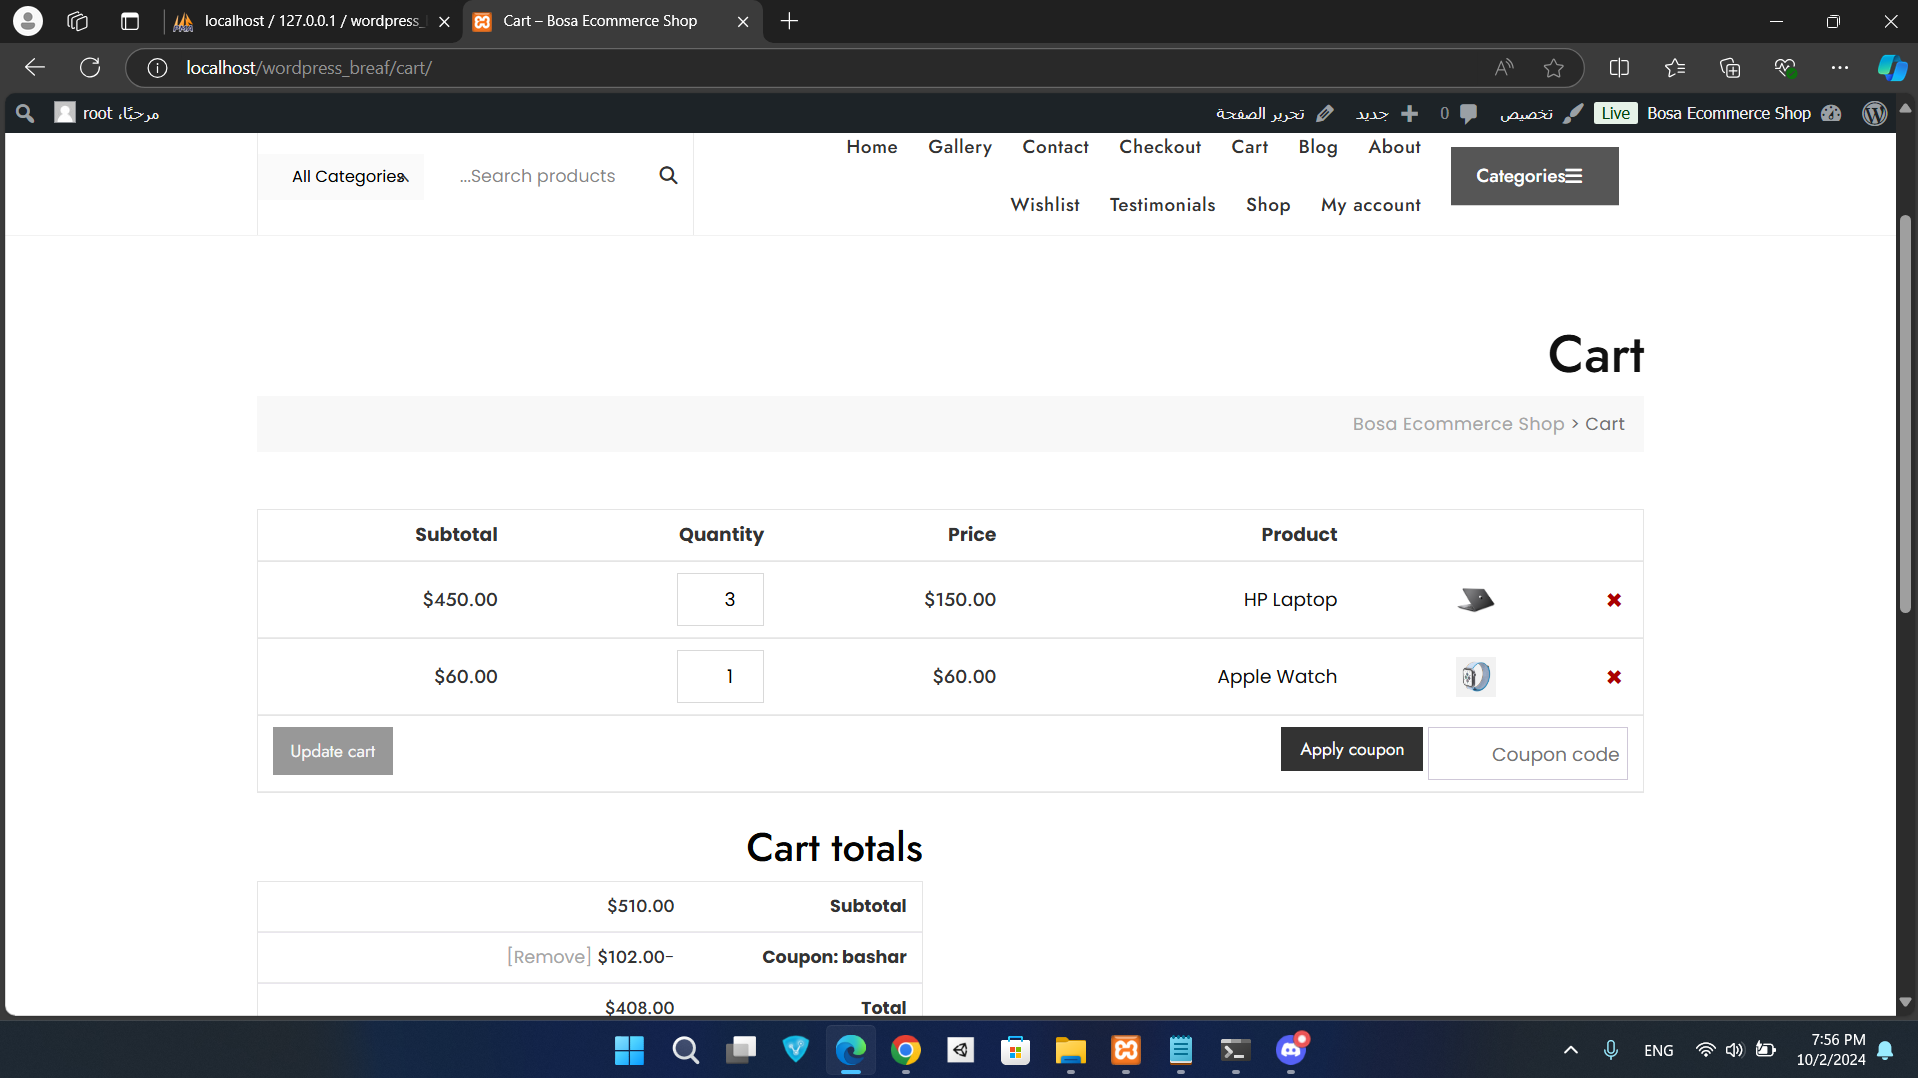 localhost / 127.0.0.1 / wordpress_
Cart – Bosa Ecommerce Shop
localhost/wordpress_breaf/cart/
مرحبًا، root
تحرير الصفحة
جديد
0
تخصيص
Live
Bosa Ecommerce Shop
All Categories
...Search products
Home Gallery Contact Checkout Cart Blog About
Wishlist Testimonials Shop My account
Categories
Cart
Bosa Ecommerce Shop > Cart
Subtotal Quantity Price Product
$450.00 3 $150.00 HP Laptop
$60.00 1 $60.00 Apple Watch
Update cart Apply coupon Coupon code
Cart totals
$510.00 Subtotal
[Remove] $102.00- Coupon: bashar
$408.00 Total
ENG
7:56 PM
10/2/2024